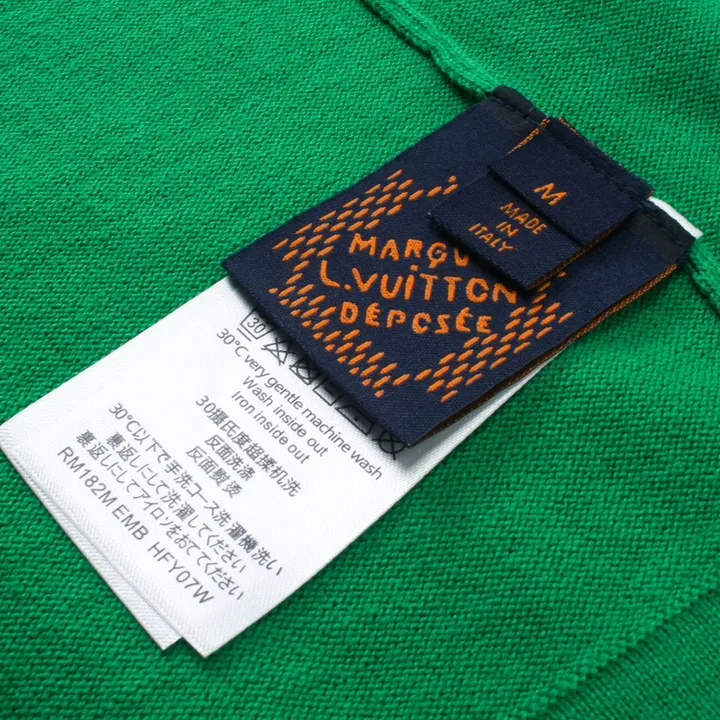 M
MADE
IN
ITALY
MARQV
L.VUITTON
DÉPOSÉE
30
30°C very gentle machine wash
Wash inside out
Iron inside out
30摄氏度超揉机洗
反面洗涤
反面熨烫
30°C以下で手洗コース洗濯機洗い
裏返しにして洗濯してください
裏返しにしてアイロンをおててください
RM182M EMB HFY07W